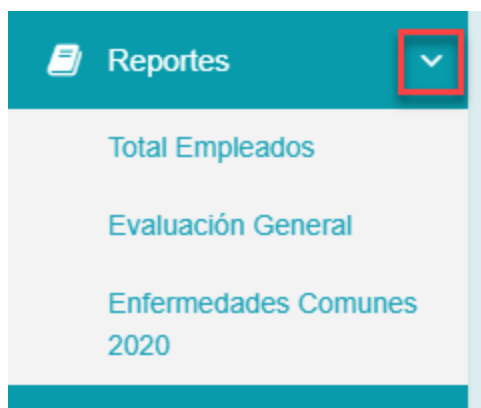 Reportes
Total Empleados
Evaluación General
Enfermedades Comunes
2020